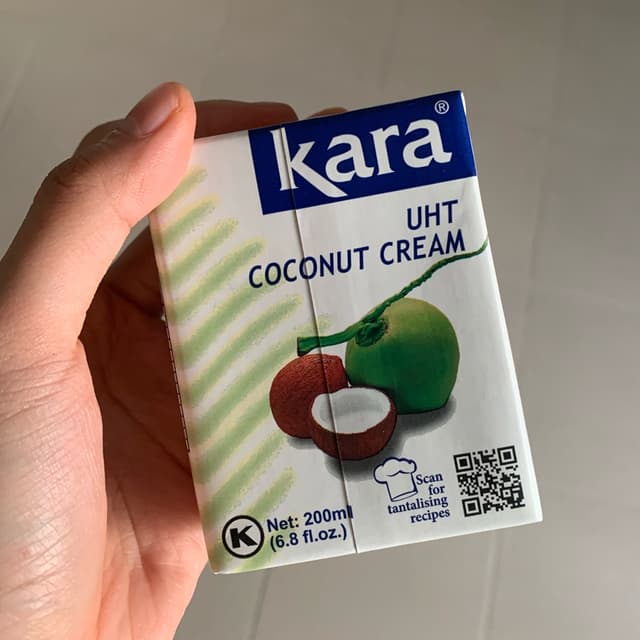 kara®
UHT
COCONUT CREAM
Scan
for
tantalising
recipes
K
Net: 200ml
(6.8 fl.oz.)